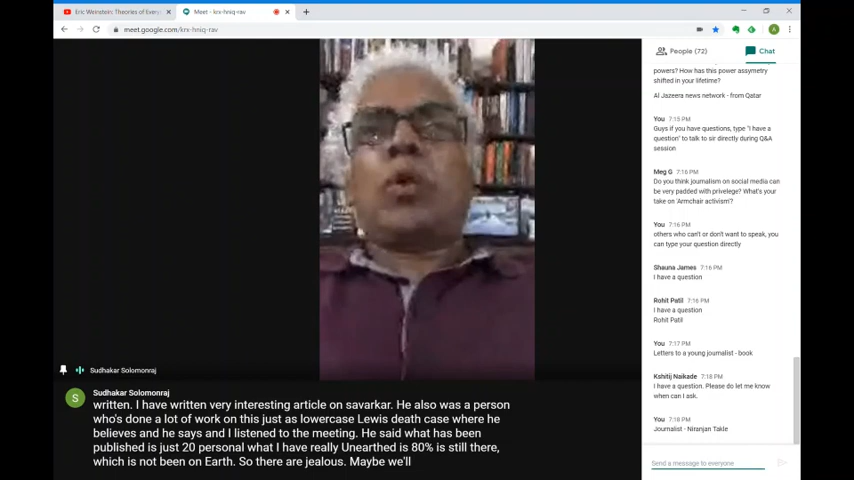 Eric Weinstein: Theories of Every
Meet - krx-hniq-rav
meet.google.com/krx-hniq-rav
A
People (72)
Chat
powers? How has this power assymetry
shifted in your lifetime?
Al Jazeera news network - from Qatar
You 7:15 PM
Guys if you have questions, type "I have a
question" to talk to sir directly during Q&A
session
Meg G 7:16 PM
Do you think journalism on social media can
be very padded with privelege? What's your
take on 'Armchair activism'?
You 7:16 PM
others who can't or don't want to speak, you
can type your question directly
Shauna James 7:16 PM
I have a question
Rohit Patil 7:16 PM
I have a question
Rohit Patil
You 7:17 PM
Letters to a young journalist - book
Kshitij Naikade 7:18 PM
I have a question. Please do let me know
when can I ask.
You 7:18 PM
Journalist - Niranjan Takle
Send a message to everyone
Sudhakar Solomonraj
S
Sudhakar Solomonraj
written. I have written very interesting article on savarkar. He also was a person
who's done a lot of work on this just as lowercase Lewis death case where he
believes and he says and I listened to the meeting. He said what has been
published is just 20 personal what I have really Unearthed is 80% is still there,
which is not been on Earth. So there are jealous. Maybe we'll